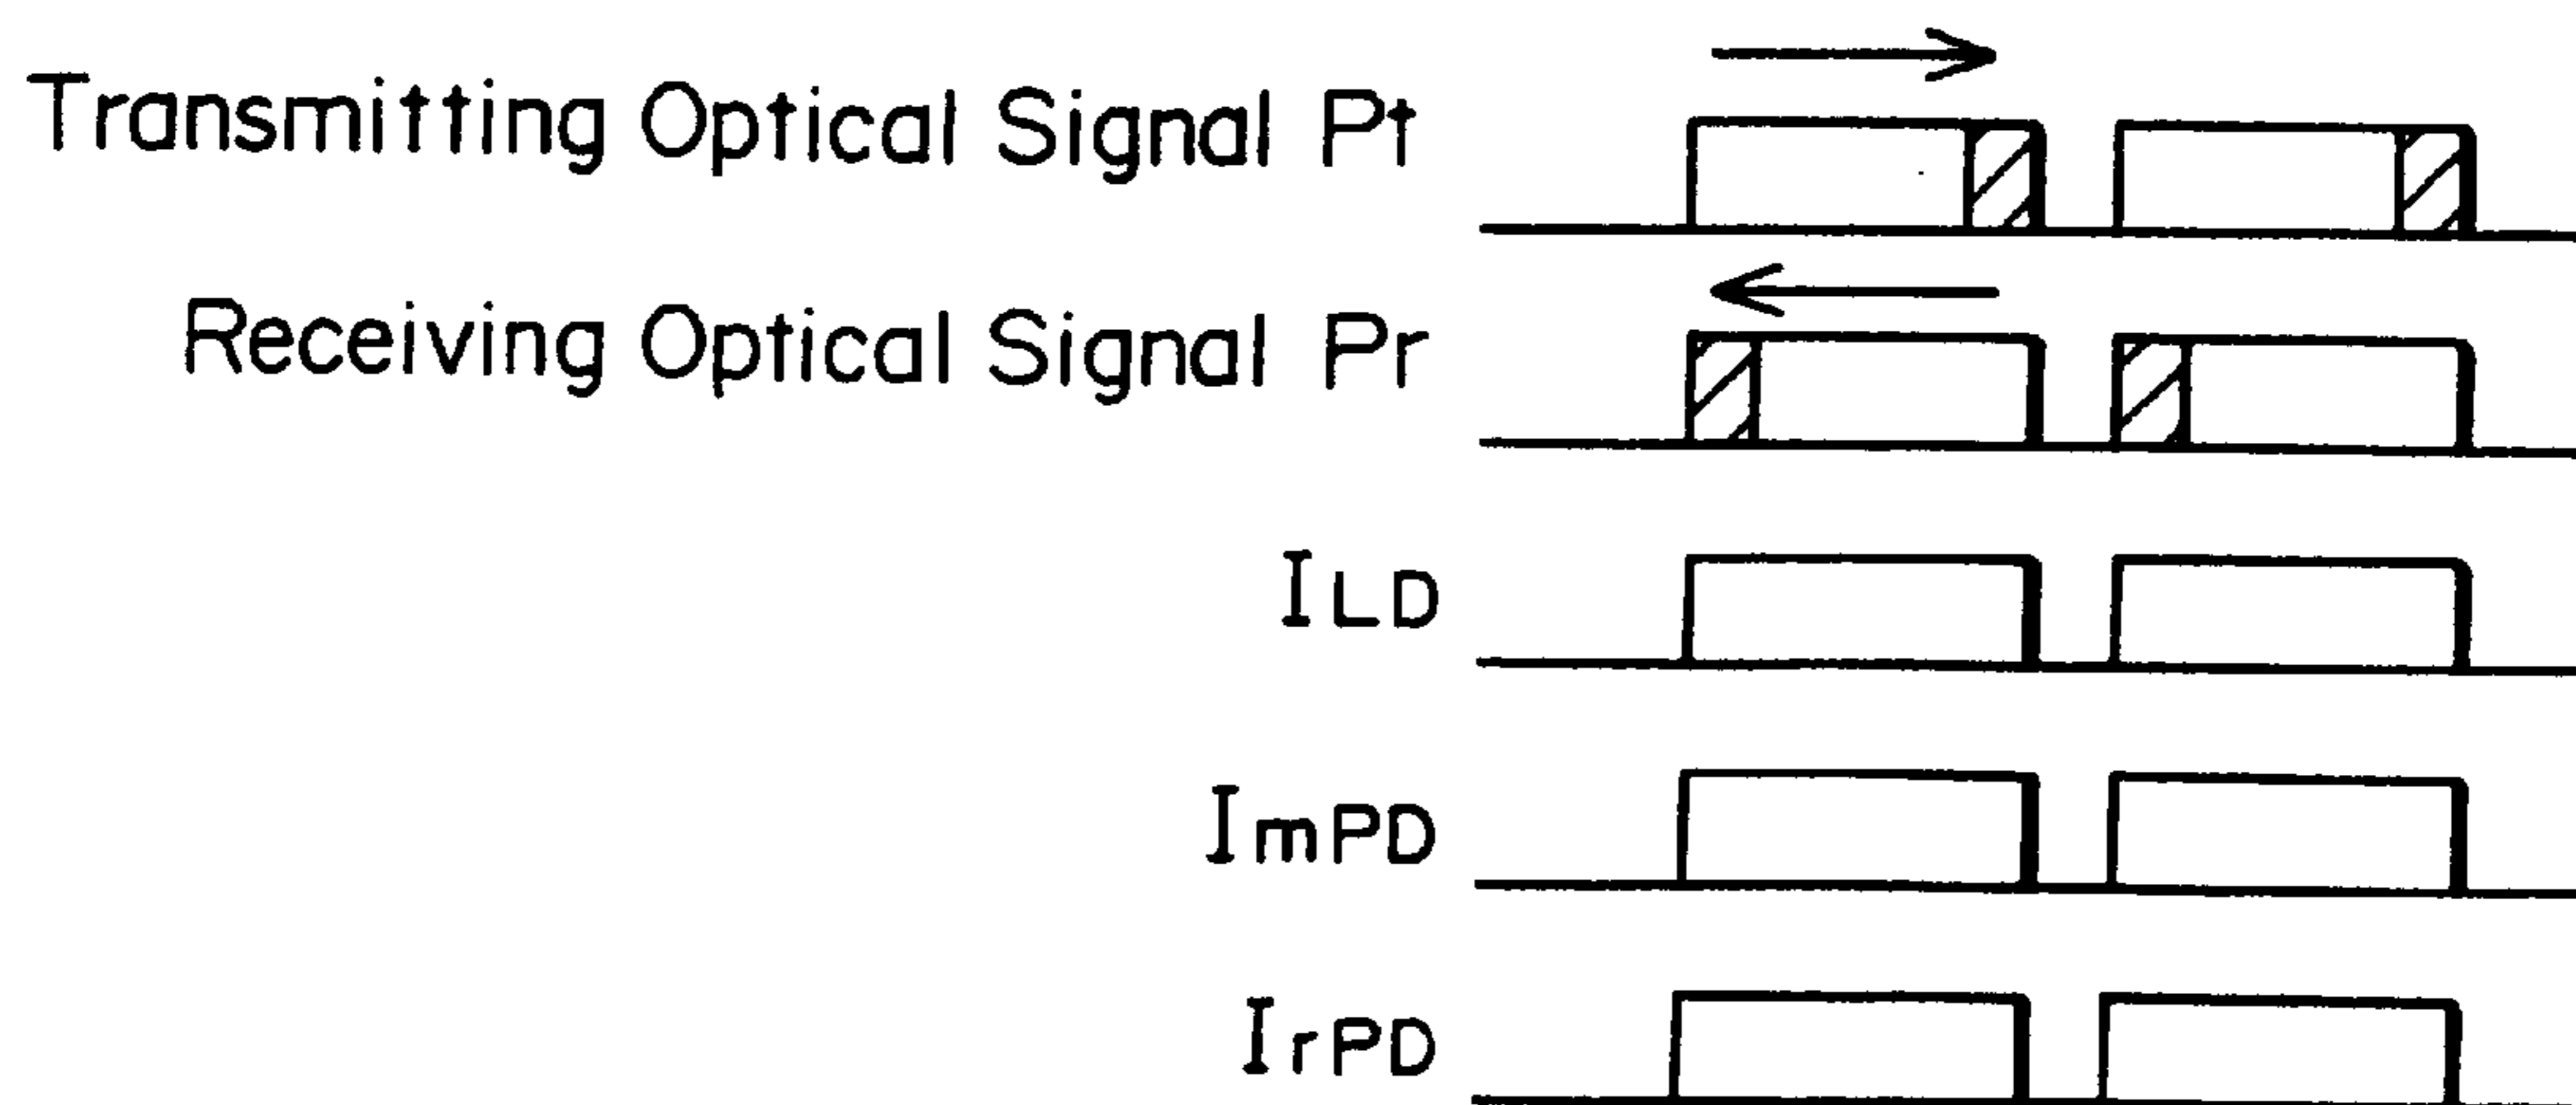 Transmitting Optical Signal Pt
Receiving Optical Signal Pr
ILD
ImPD
IrPD